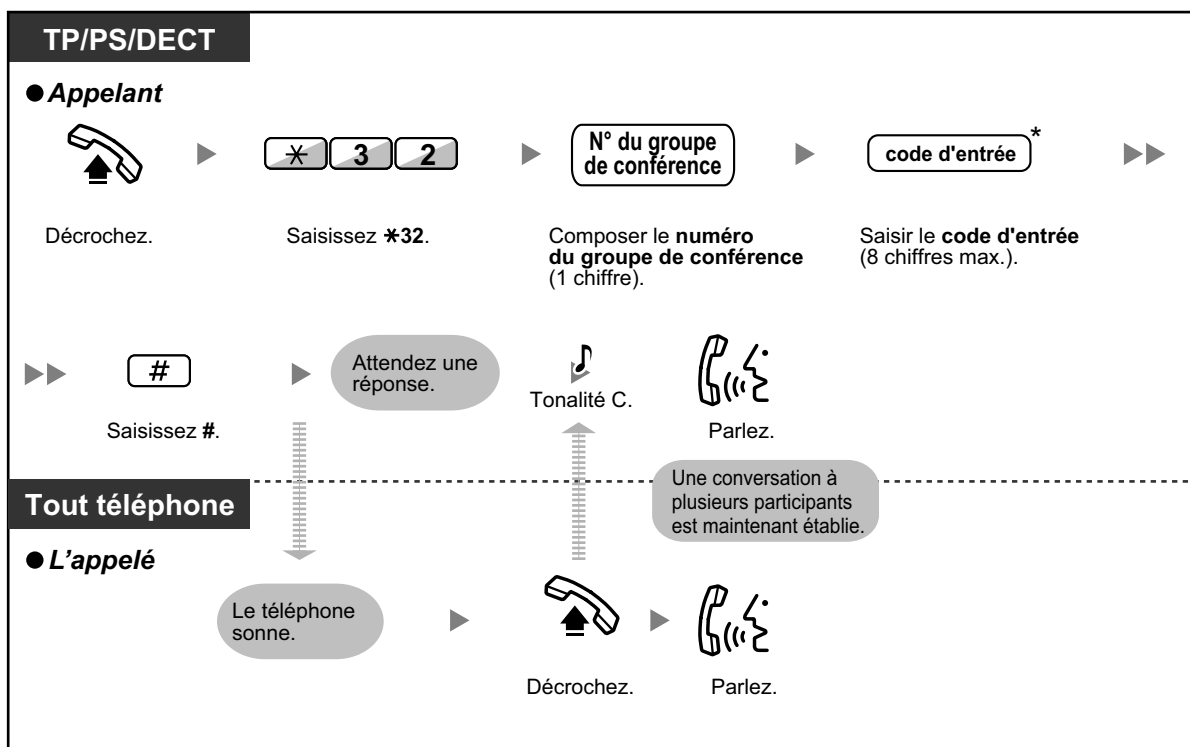 TP/PS/DECT
● Appelant
✳ 3 2
N° du groupe
de conférence
code d'entrée *
Décrochez.
Saisissez ✳32.
Composer le numéro
du groupe de conférence
(1 chiffre).
Saisir le code d'entrée
(8 chiffres max.).
#
Saisissez #.
Attendez une
réponse.
Tonalité C.
Parlez.
Une conversation à
plusieurs participants
est maintenant établie.
Tout téléphone
● L'appelé
Le téléphone
sonne.
Décrochez.
Parlez.